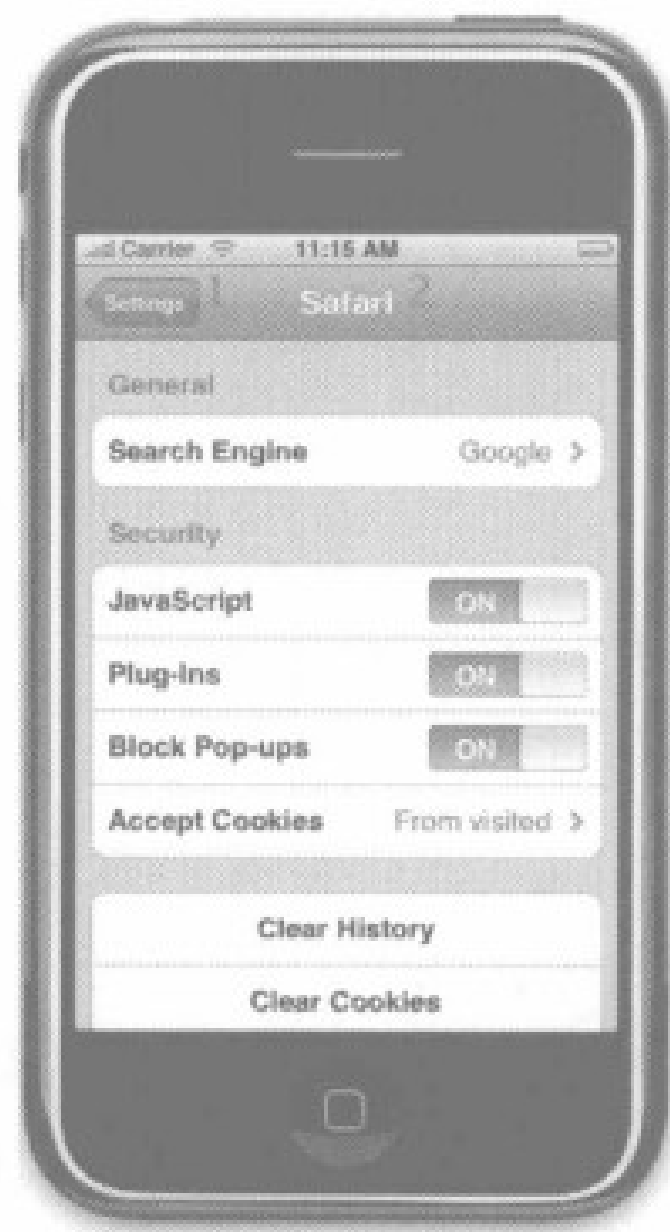 Carrier 11:15 AM
Settings 1 Safari 2
General
Search Engine Google >
Security
JavaScript ON
Plug-Ins ON
Block Pop-ups ON
Accept Cookies From visited >
Clear History
Clear Cookies